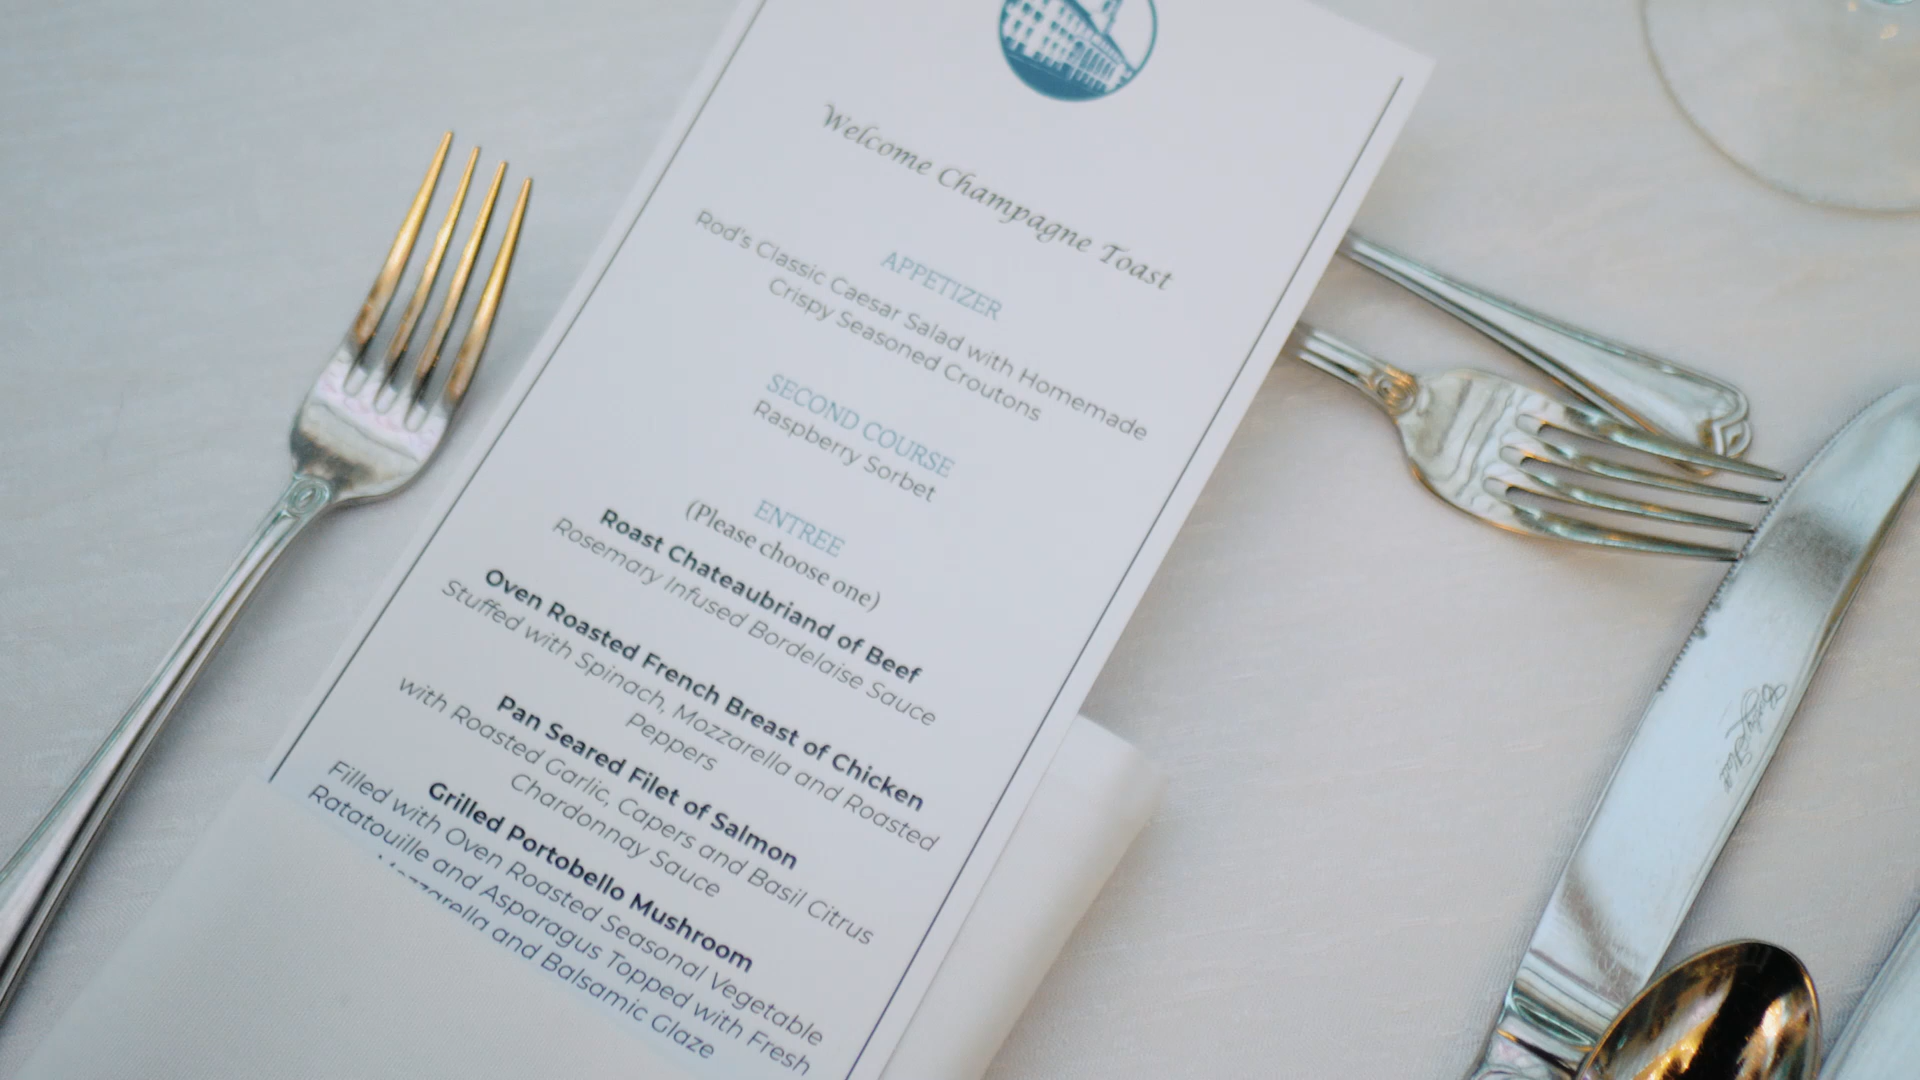 Welcome Champagne Toast
APPETIZER
Rod's Classic Caesar Salad with Homemade
Crispy Seasoned Croutons
SECOND COURSE
Raspberry Sorbet
ENTREE
(Please choose one)
Roast Chateaubriand of Beef
Rosemary Infused Bordelaise Sauce
Oven Roasted French Breast of Chicken
Stuffed with Spinach, Mozzarella and Roasted
Peppers
Pan Seared Filet of Salmon
with Roasted Garlic, Capers and Basil Citrus
Chardonnay Sauce
Grilled Portobello Mushroom
Filled with Oven Roasted Seasonal Vegetable
Ratatouille and Asparagus Topped with Fresh
Mozzarella and Balsamic Glaze